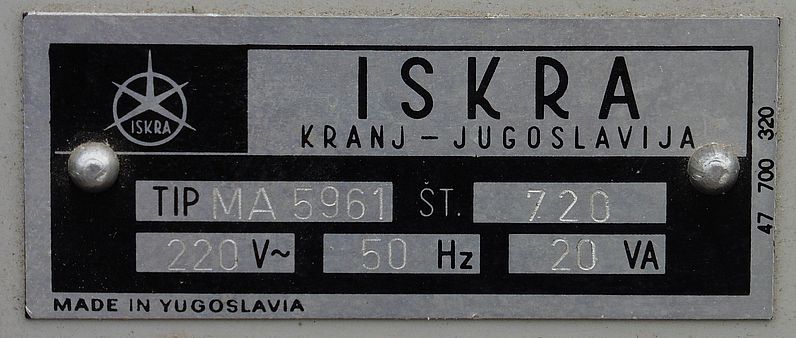 ISKRA
ISKRA
KRANJ – JUGOSLAVIJA
TIP MA 5961 ŠT. 720
220 V~ 50 Hz 20 VA
MADE IN YUGOSLAVIA
47 700 320